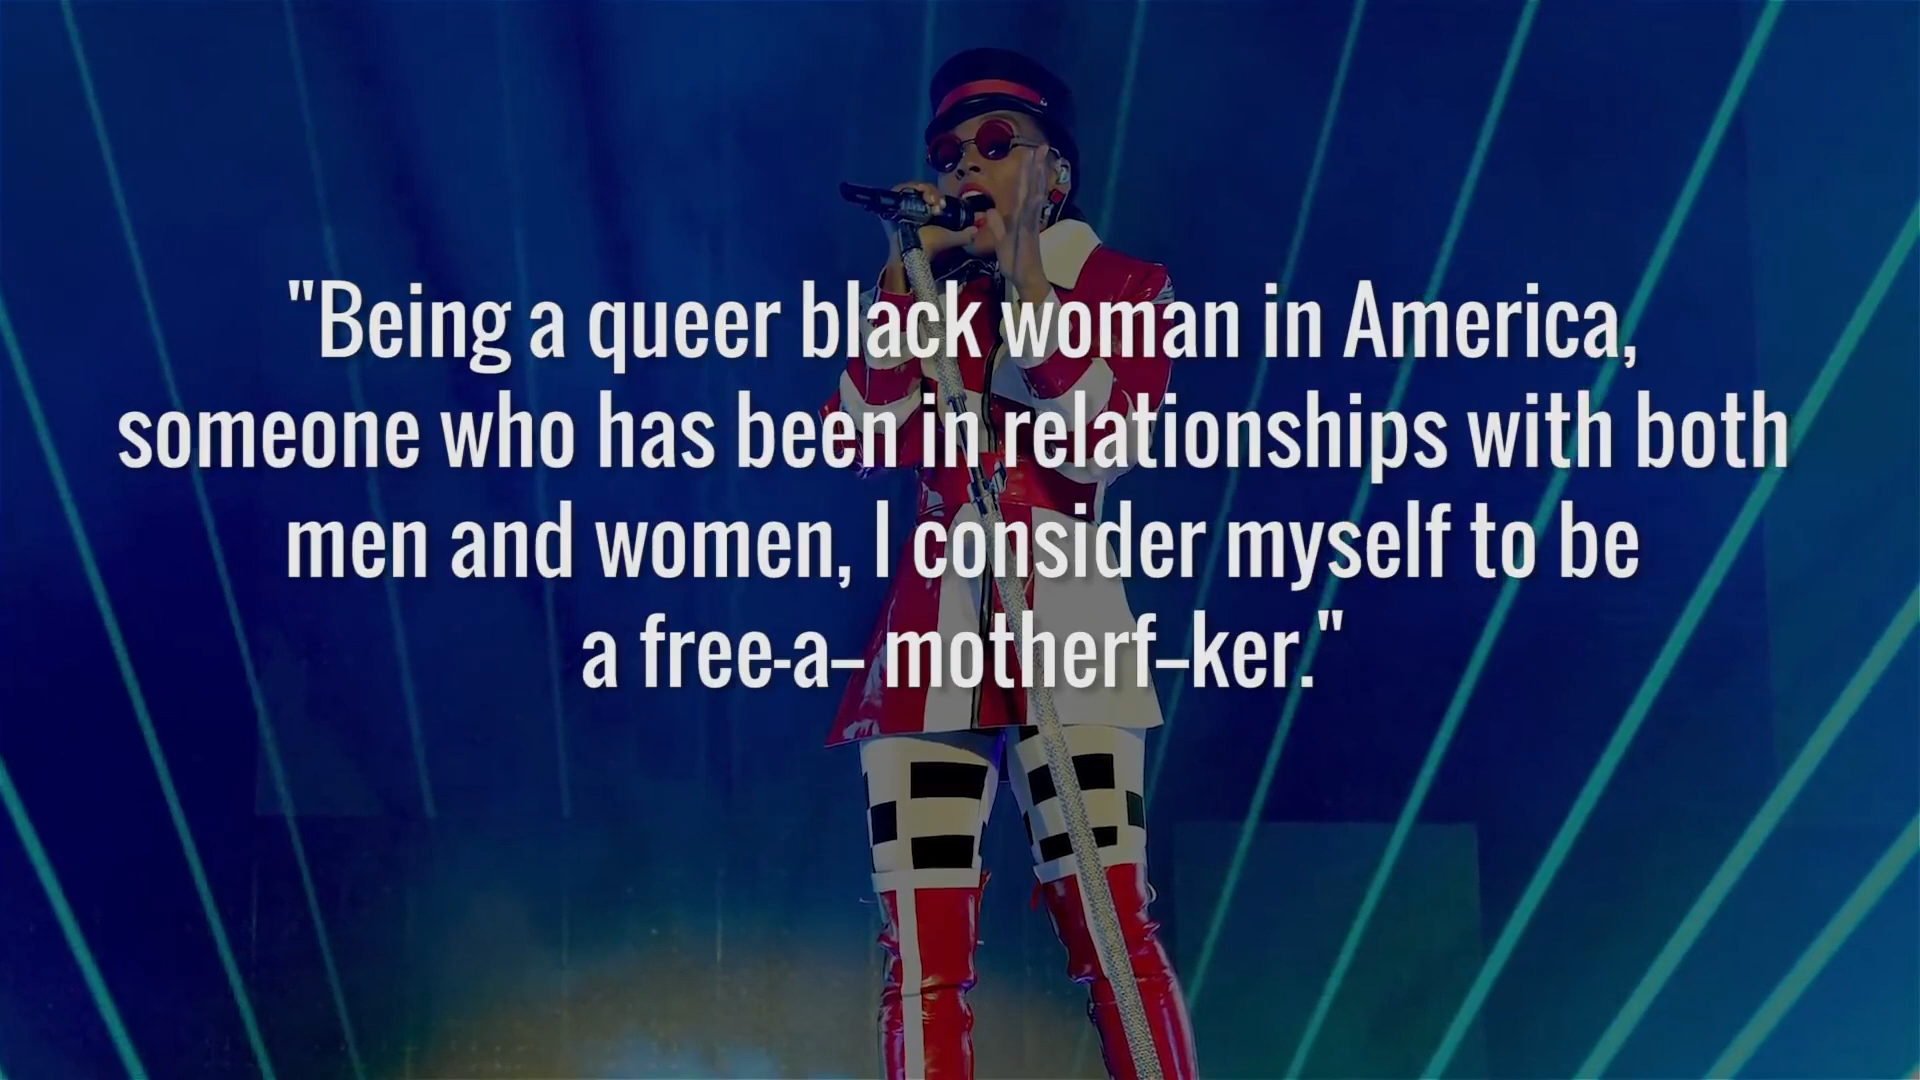 "Being a queer black woman in America,
someone who has been in relationships with both
men and women, I consider myself to be
a free-a– motherf–ker."